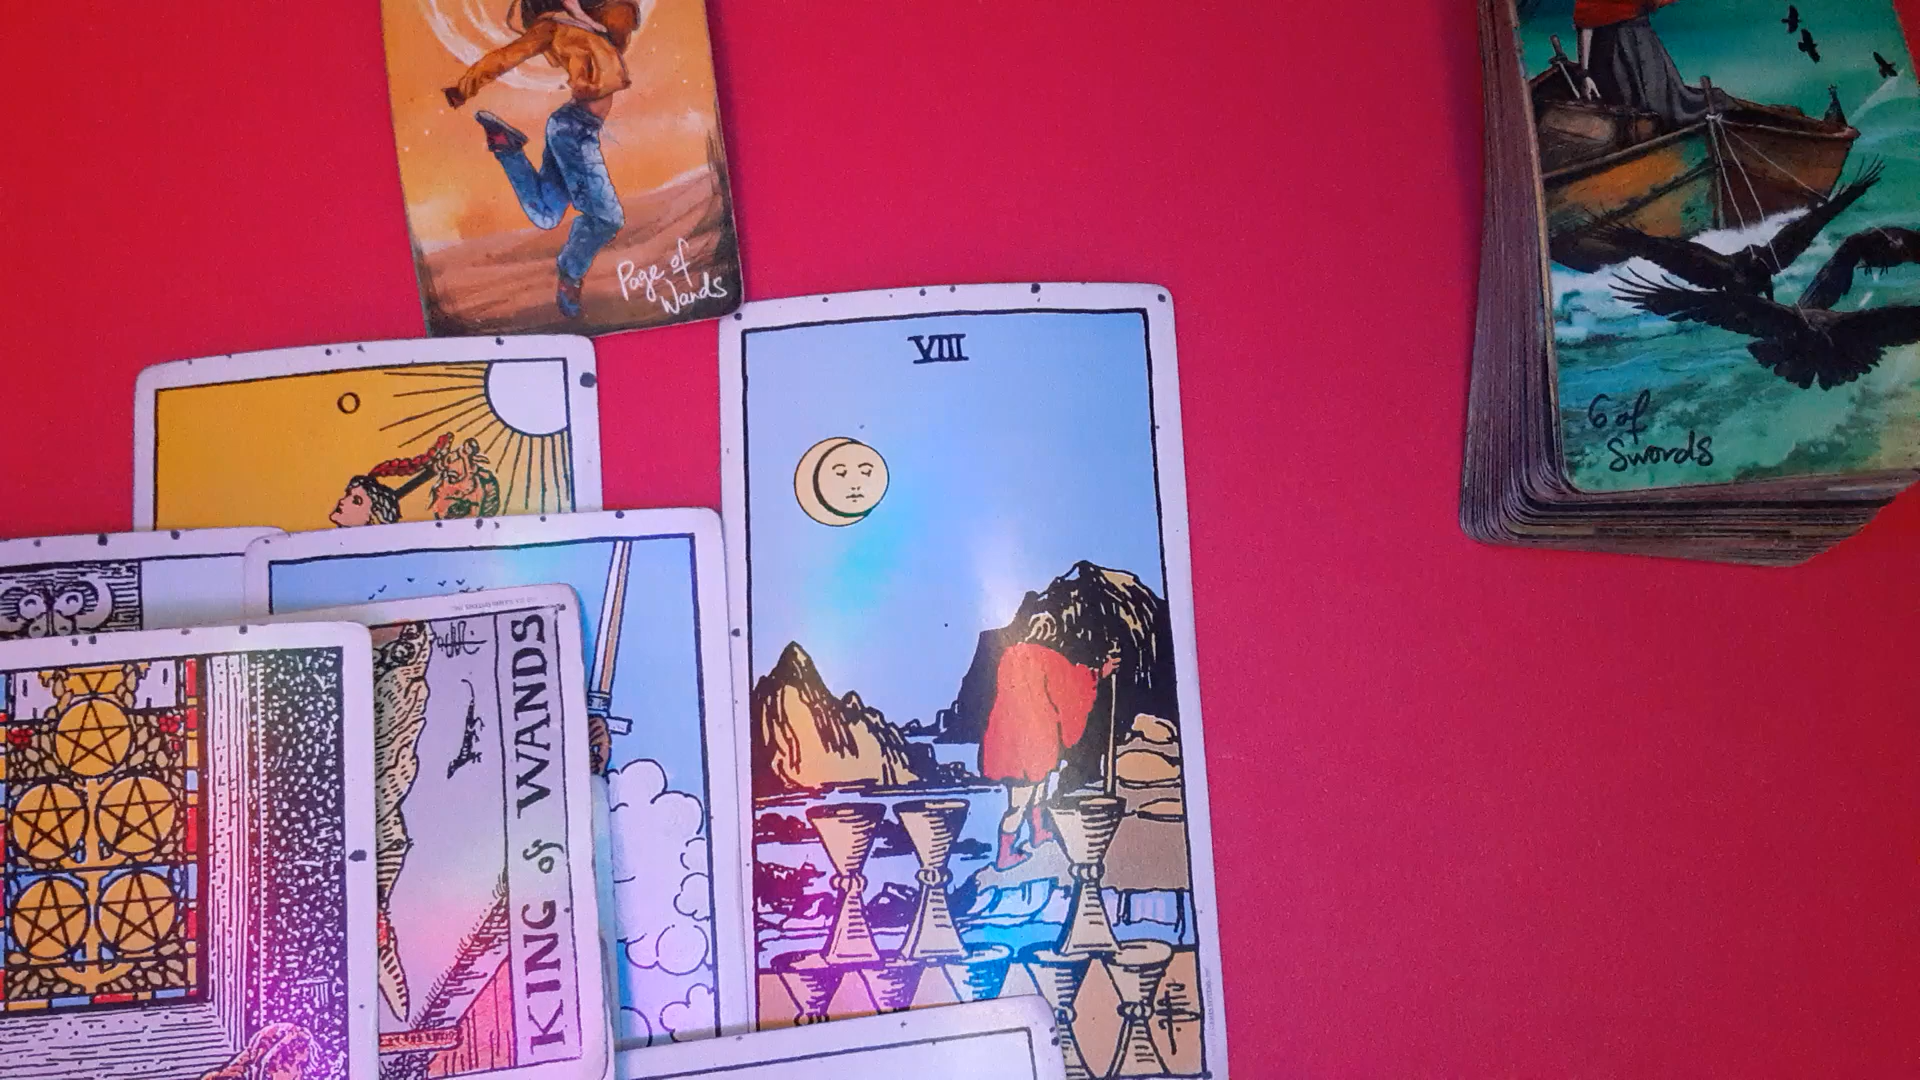 Page of
Wands
6 of
Swords
VIII
KING of WANDS